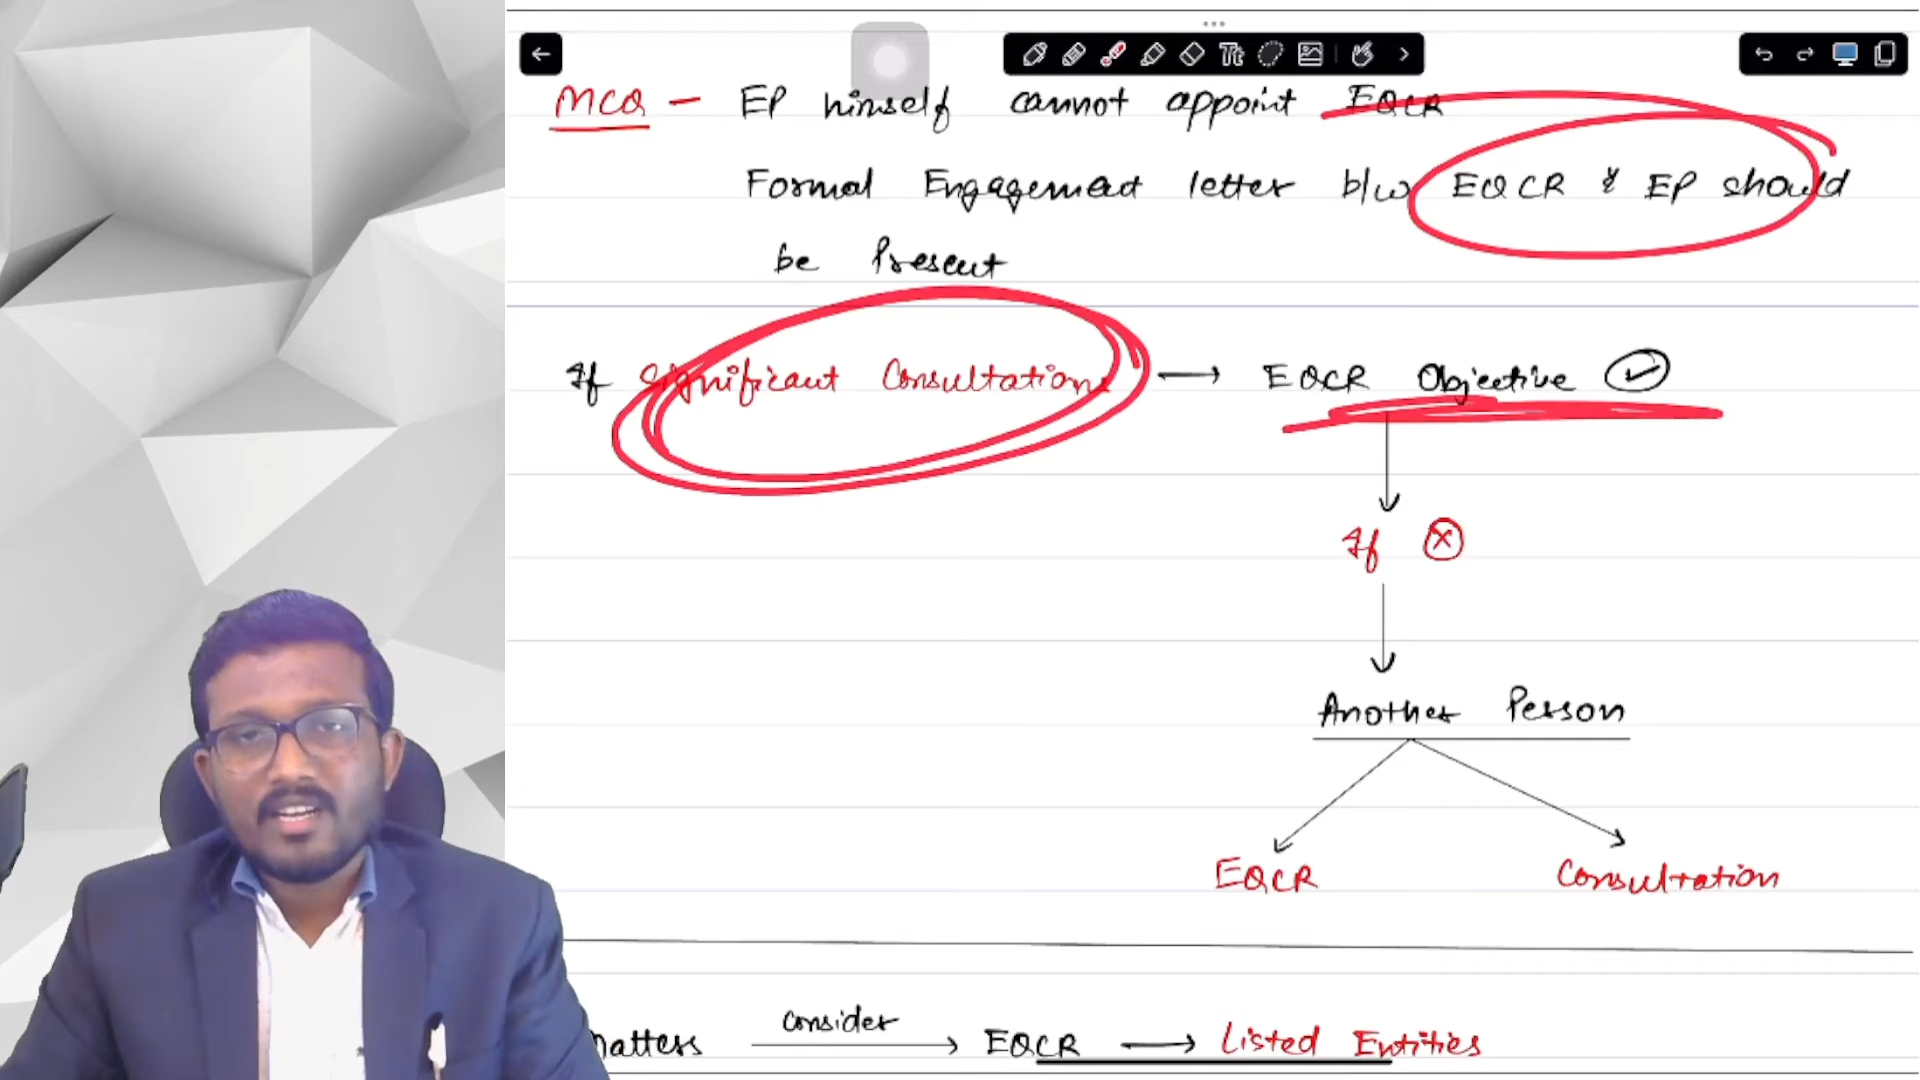 MCQ - EP himself cannot appoint EQCR
Formal Engagement letter b/w EQCR & EP should
be Present
If Significant Consultations → EQCR Objective
If
Another Person
EQCR Consultation
consider
matters → EQCR → Listed Entities